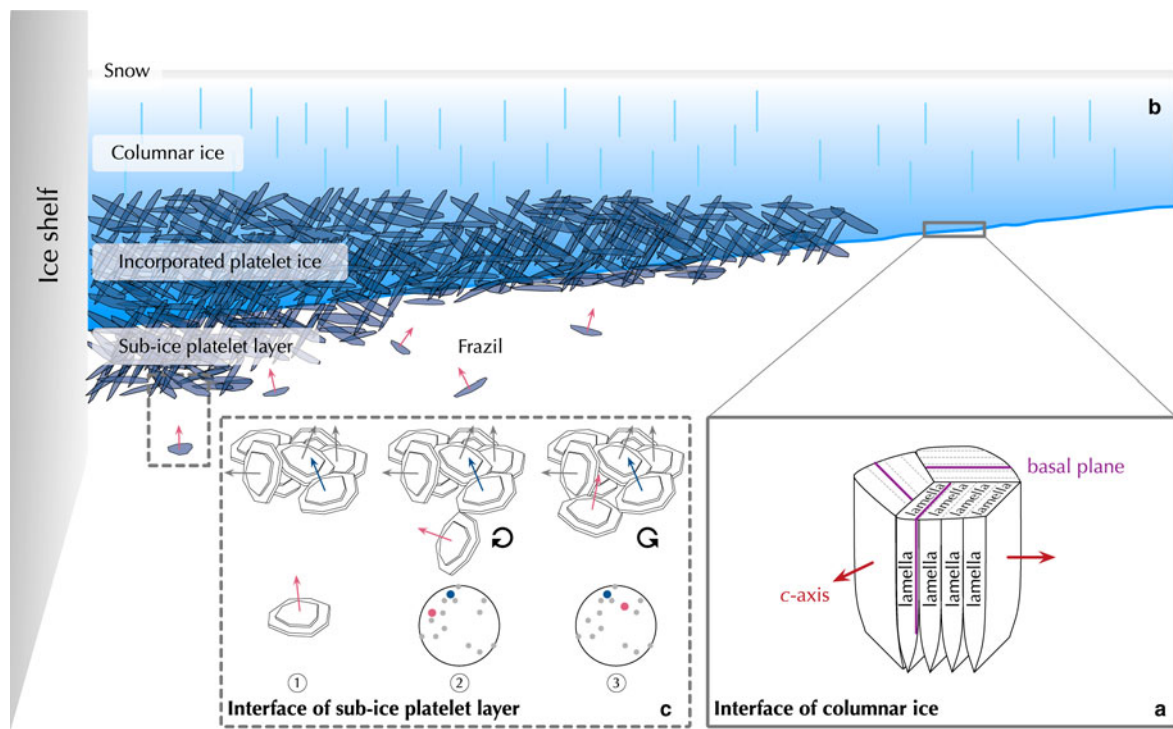 Snow
b
Columnar ice
Ice shelf
Incorporated platelet ice
Sub-ice platelet layer
Frazil
basal plane
lamella
lamella
lamella
lamella
lamella
lamella
lamella
lamella
c-axis
1
2
3
Interface of sub-ice platelet layer
c
Interface of columnar ice
a